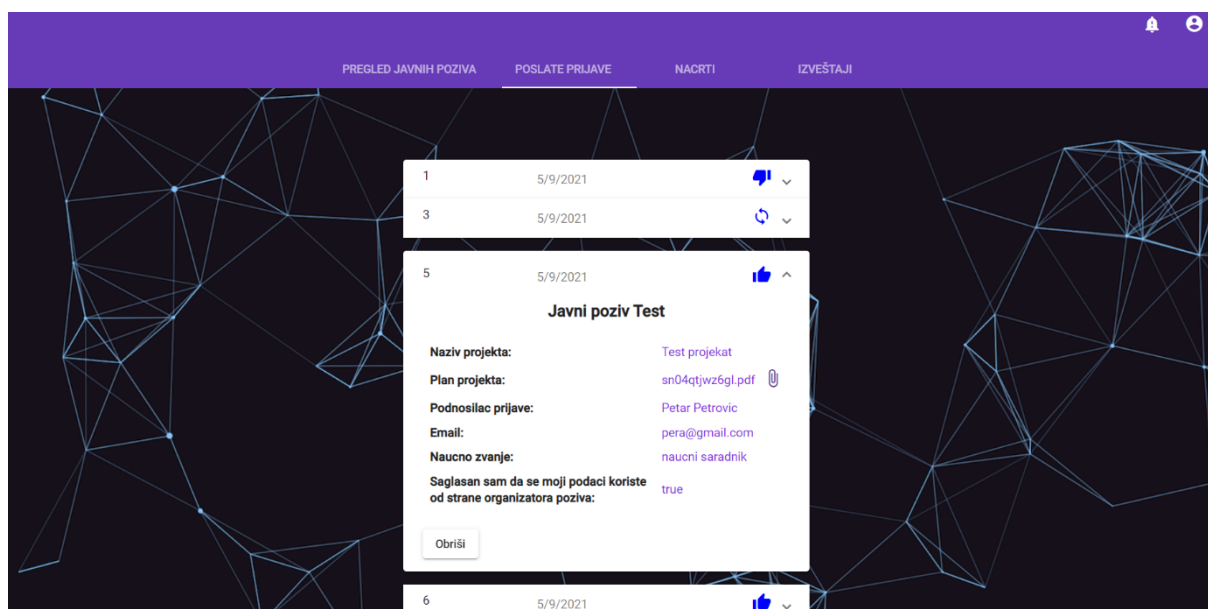 PREGLED JAVNIH POZIVA POSLATE PRIJAVE NACRTI IZVEŠTAJI
1 5/9/2021
3 5/9/2021
5 5/9/2021
Javni poziv Test
Naziv projekta: Test projekat
Plan projekta: sn04qtjwz6gl.pdf
Podnosilac prijave: Petar Petrovic
Email: pera@gmail.com
Naucno zvanje: naucni saradnik
Saglasan sam da se moji podaci koriste
od strane organizatora poziva: true
Obriši
6 5/9/2021